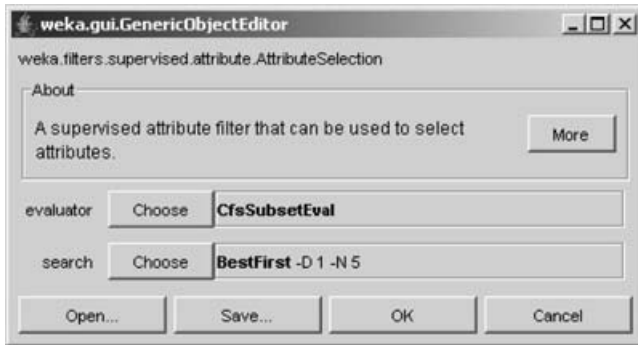 weka.gui.GenericObjectEditor
weka.filters.supervised.attribute.AttributeSelection
About
A supervised attribute filter that can be used to select
attributes.
More
evaluator Choose CfsSubsetEval
search Choose BestFirst -D 1 -N 5
Open... Save... OK Cancel